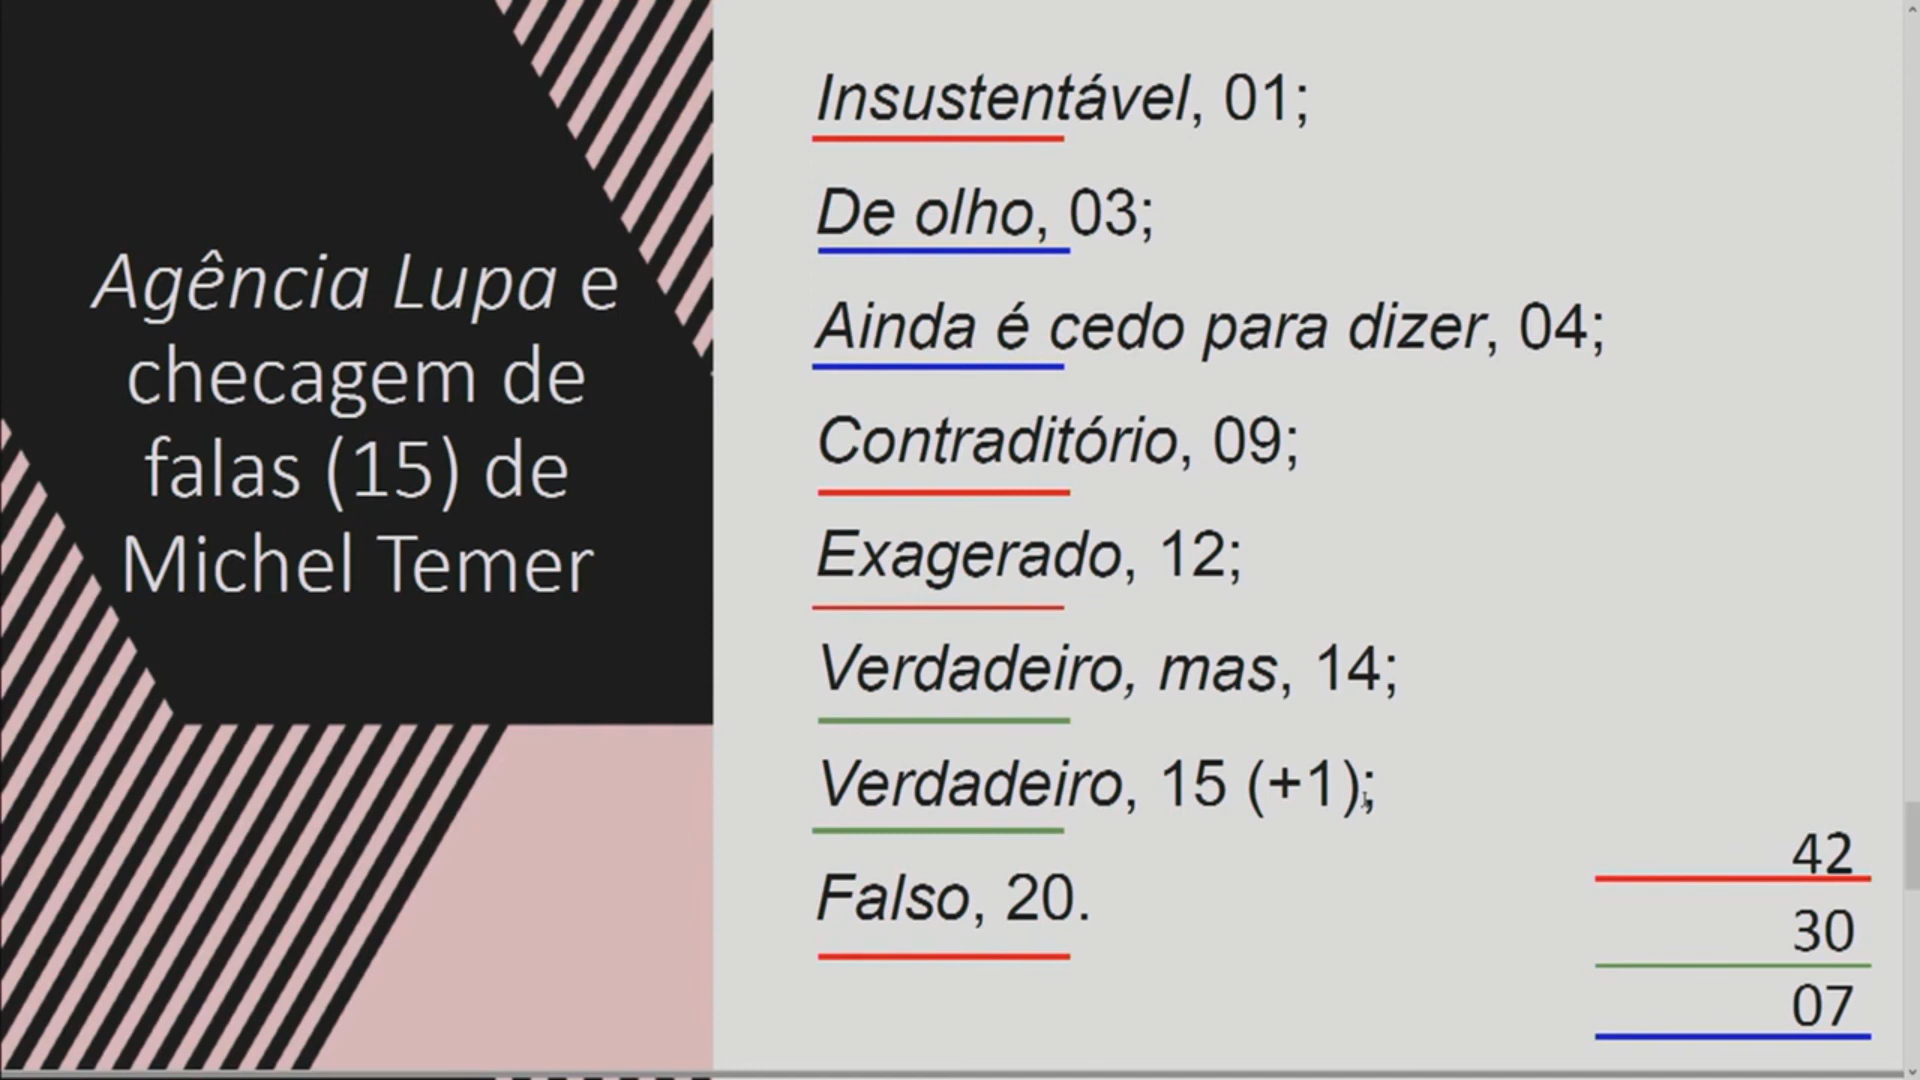 Agência Lupa e
checagem de
falas (15) de
Michel Temer
Insustentável, 01;
De olho, 03;
Ainda é cedo para dizer, 04;
Contraditório, 09;
Exagerado, 12;
Verdadeiro, mas, 14;
Verdadeiro, 15 (+1);
Falso, 20.
42
30
07